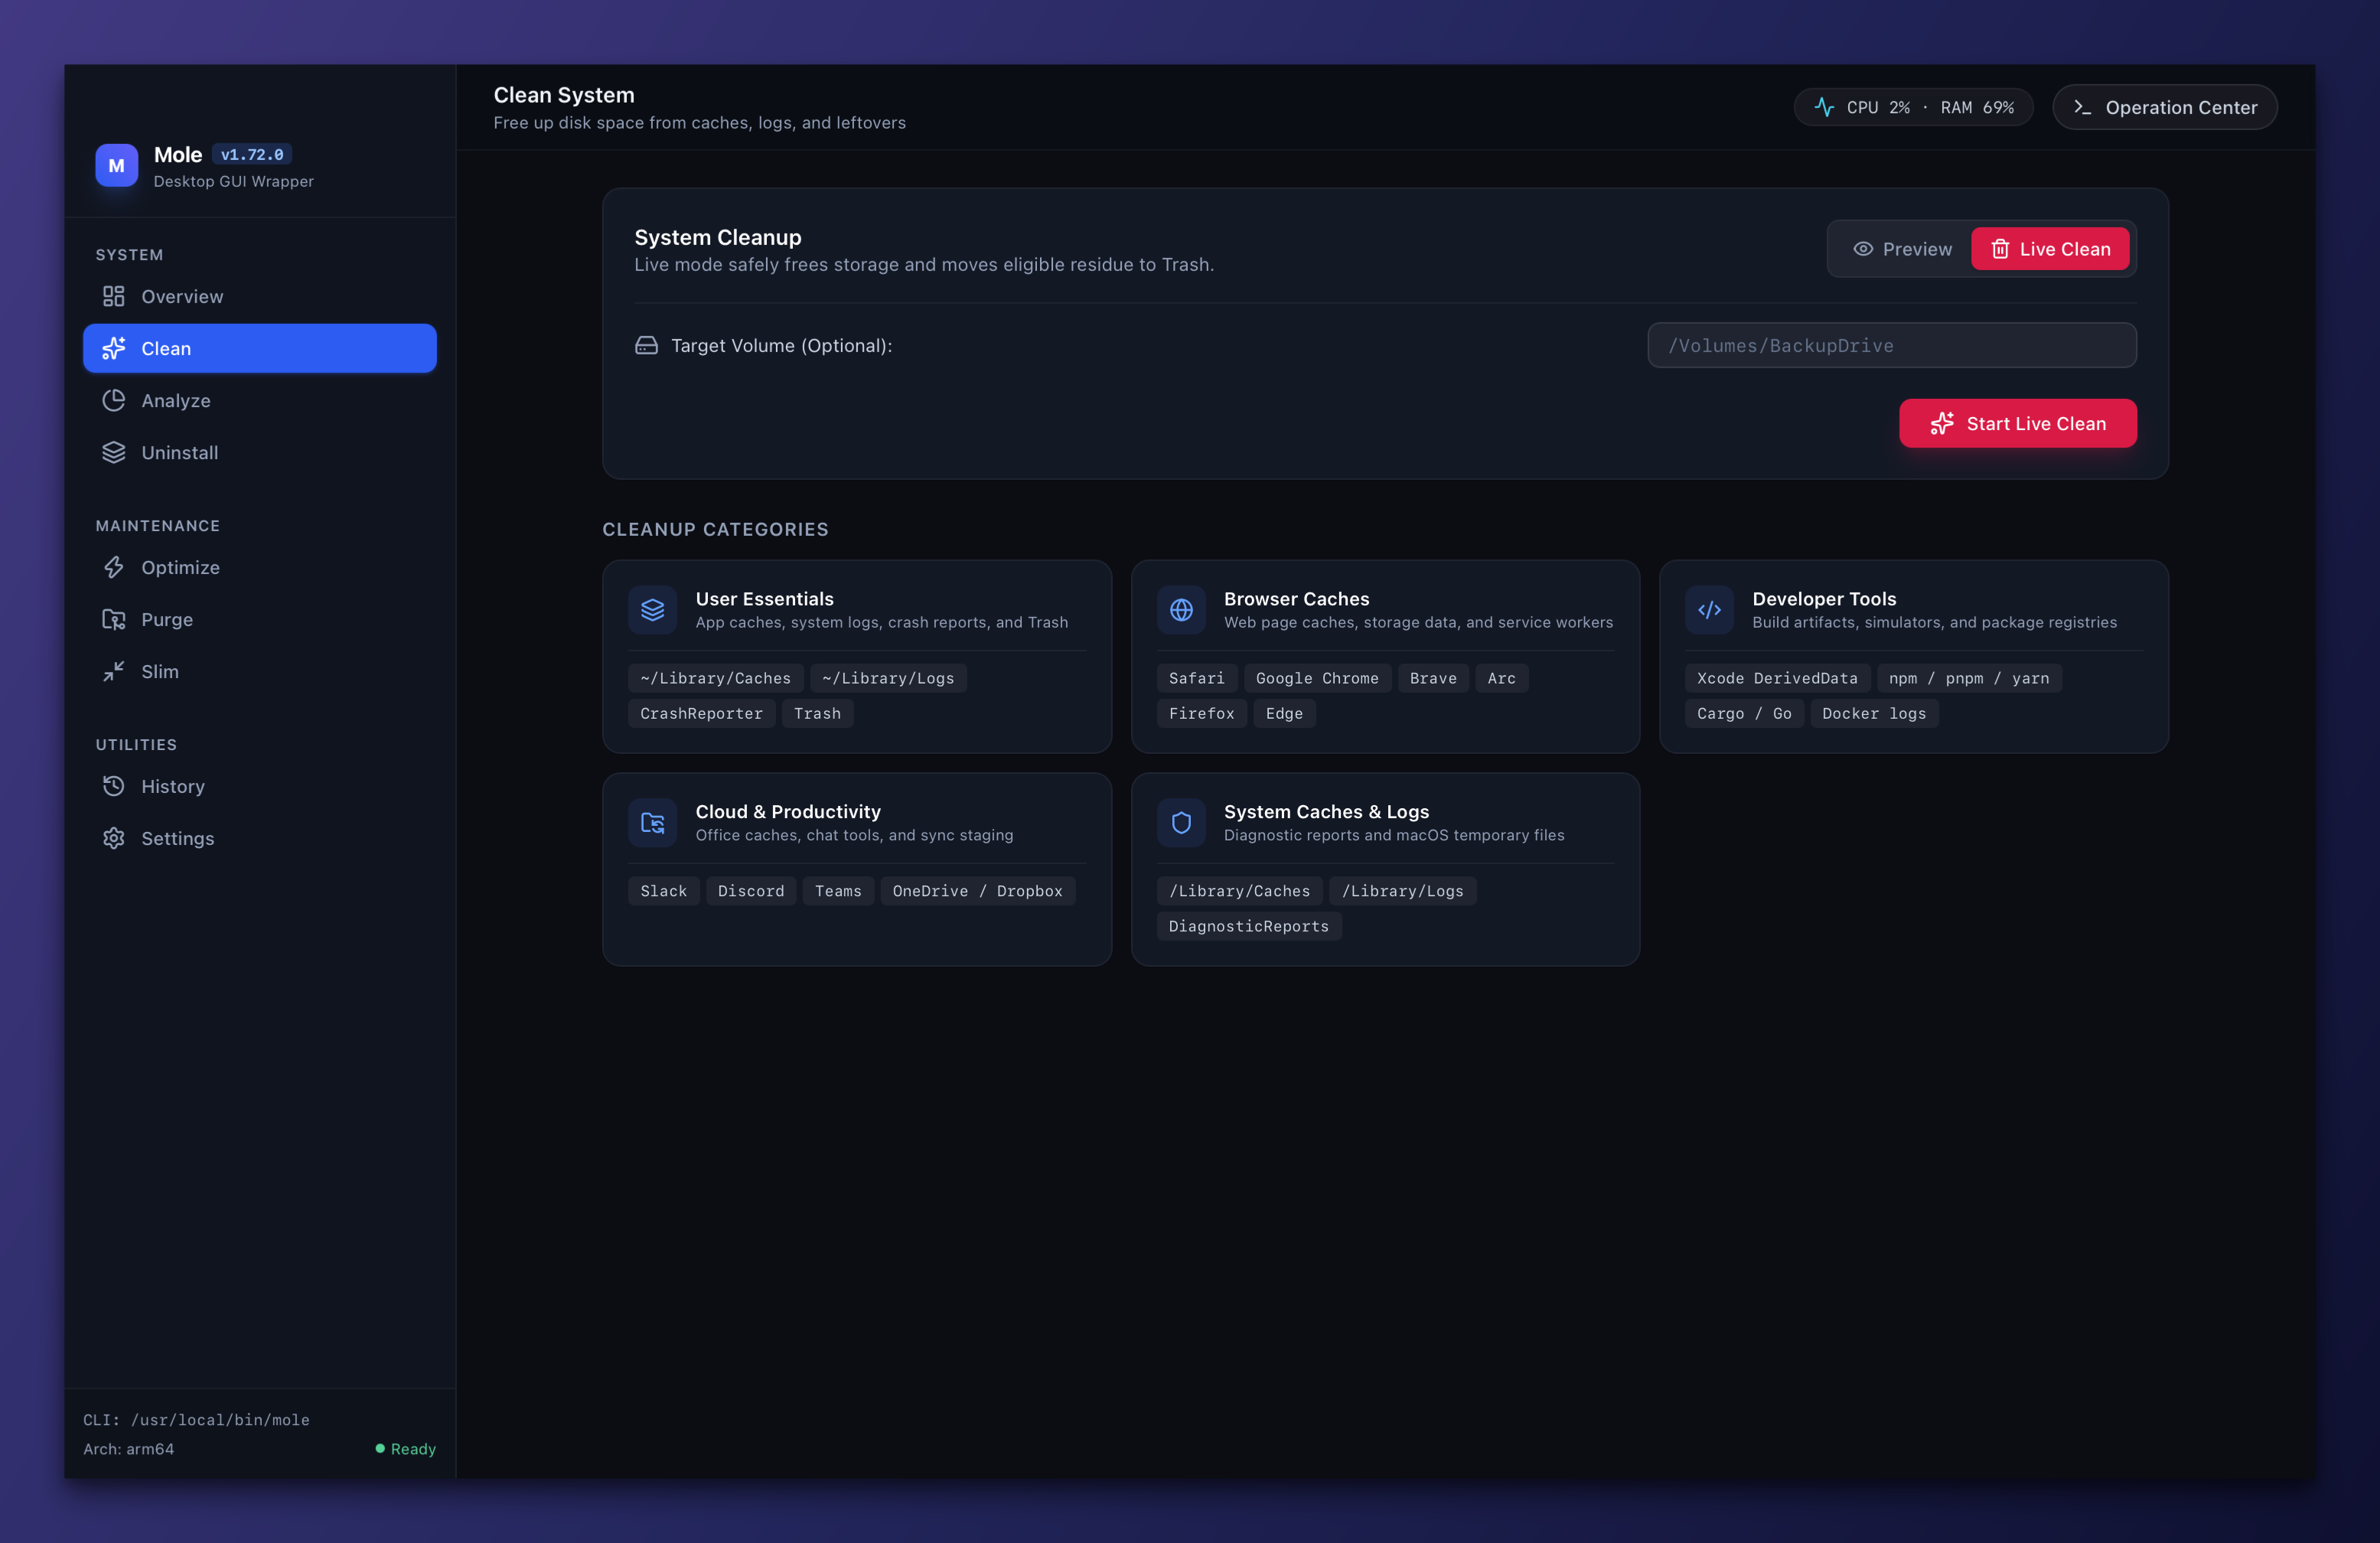 M
Mole v1.72.0
Desktop GUI Wrapper
SYSTEM
Overview
Clean
Analyze
Uninstall
MAINTENANCE
Optimize
Purge
Slim
UTILITIES
History
Settings
CLI: /usr/local/bin/mole
Arch: arm64 Ready
Clean System
Free up disk space from caches, logs, and leftovers
CPU 2% · RAM 69%
Operation Center
System Cleanup
Live mode safely frees storage and moves eligible residue to Trash.
Preview Live Clean
Target Volume (Optional): /Volumes/BackupDrive
Start Live Clean
CLEANUP CATEGORIES
User Essentials
App caches, system logs, crash reports, and Trash
~/Library/Caches ~/Library/Logs
CrashReporter Trash
Browser Caches
Web page caches, storage data, and service workers
Safari Google Chrome Brave Arc
Firefox Edge
Developer Tools
Build artifacts, simulators, and package registries
Xcode DerivedData npm / pnpm / yarn
Cargo / Go Docker logs
Cloud & Productivity
Office caches, chat tools, and sync staging
Slack Discord Teams OneDrive / Dropbox
System Caches & Logs
Diagnostic reports and macOS temporary files
/Library/Caches /Library/Logs
DiagnosticReports